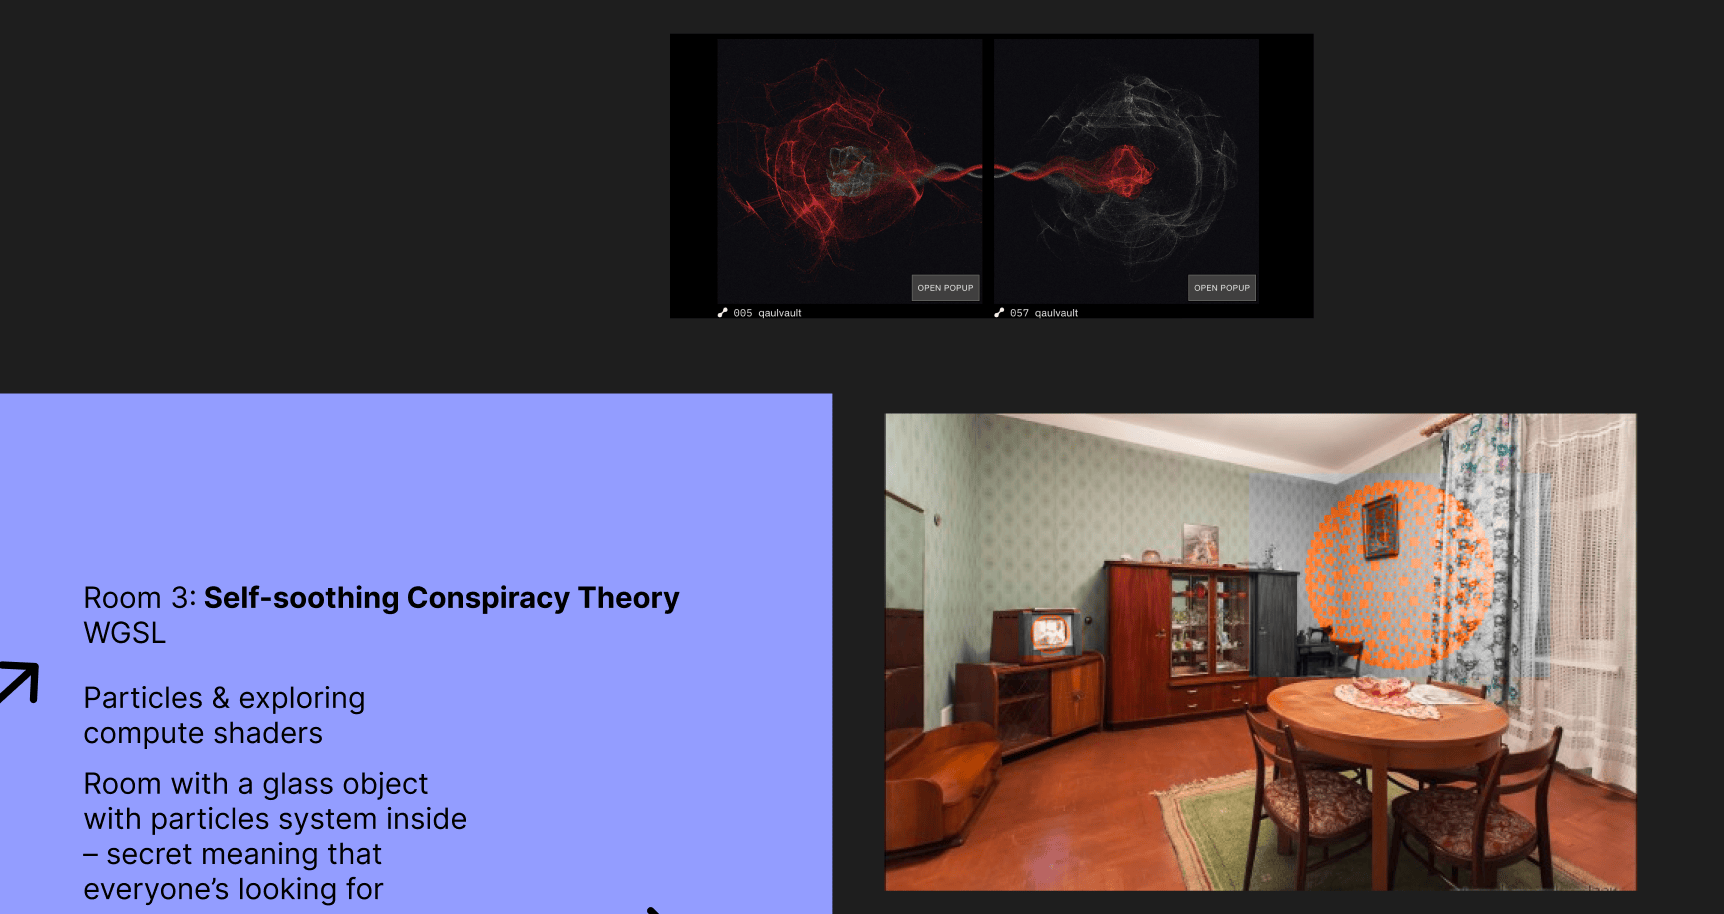 OPEN POPUP
OPEN POPUP
005 qaulvault
057 qaulvault
Room 3: Self-soothing Conspiracy Theory
WGSL
Particles & exploring
compute shaders
Room with a glass object
with particles system inside
– secret meaning that
everyone’s looking for